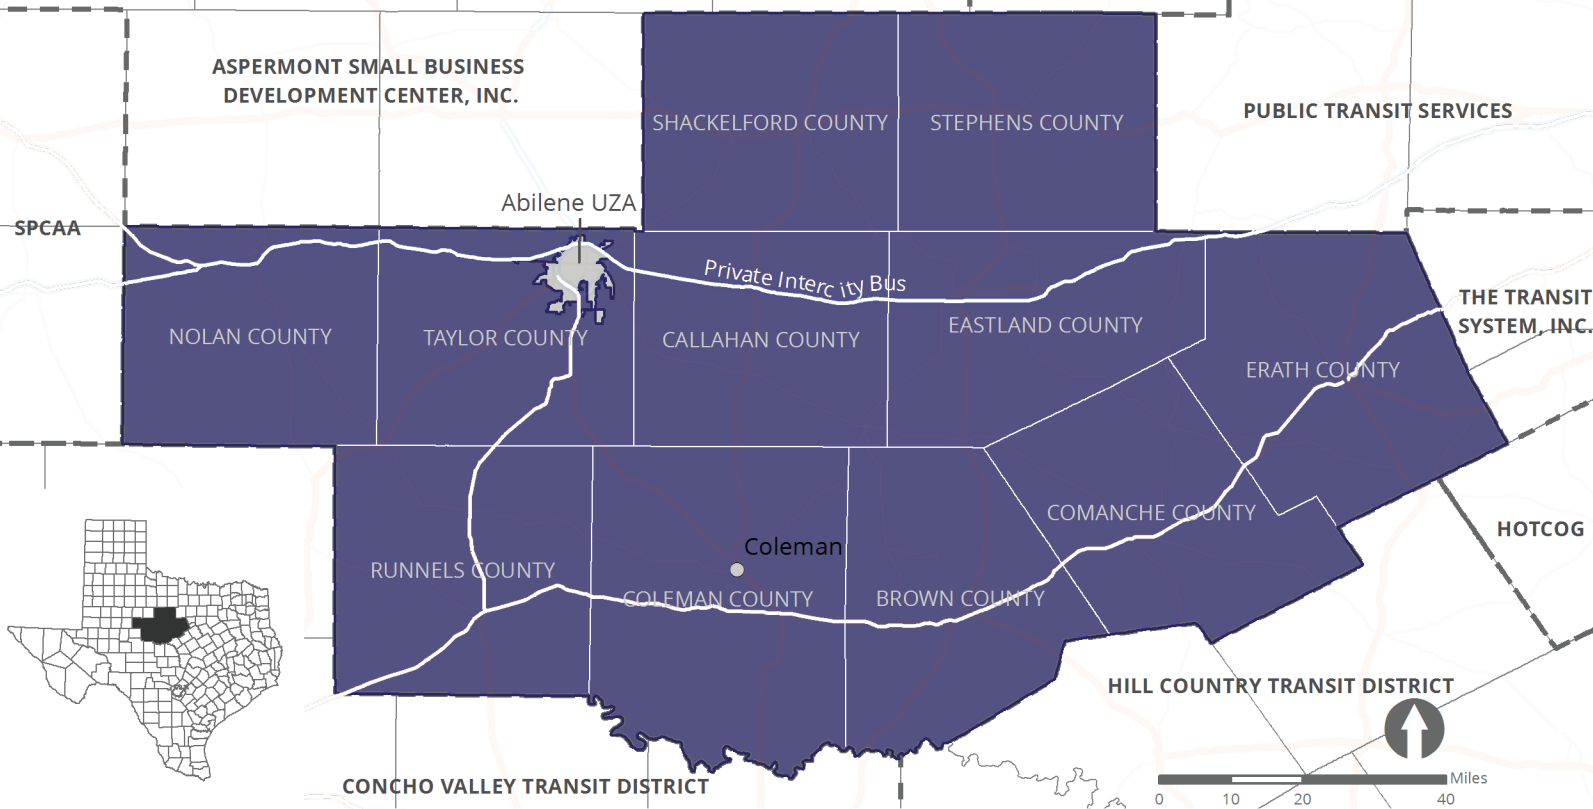 ASPERMONT SMALL BUSINESS
DEVELOPMENT CENTER, INC.
PUBLIC TRANSIT SERVICES
SHACKELFORD COUNTY
STEPHENS COUNTY
Abilene UZA
SPCAA
Private Interc ity Bus
THE TRANSIT
SYSTEM, INC.
NOLAN COUNTY
TAYLOR COUNTY
CALLAHAN COUNTY
EASTLAND COUNTY
ERATH COUNTY
COMANCHE COUNTY
HOTCOG
Coleman
RUNNELS COUNTY
COLEMAN COUNTY
BROWN COUNTY
HILL COUNTRY TRANSIT DISTRICT
CONCHO VALLEY TRANSIT DISTRICT
Miles
0 10 20 40